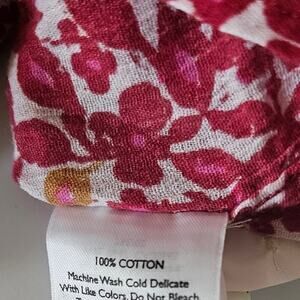 100% COTTON
Machine Wash Cold Delicate
With Like Colors. Do Not Bleach